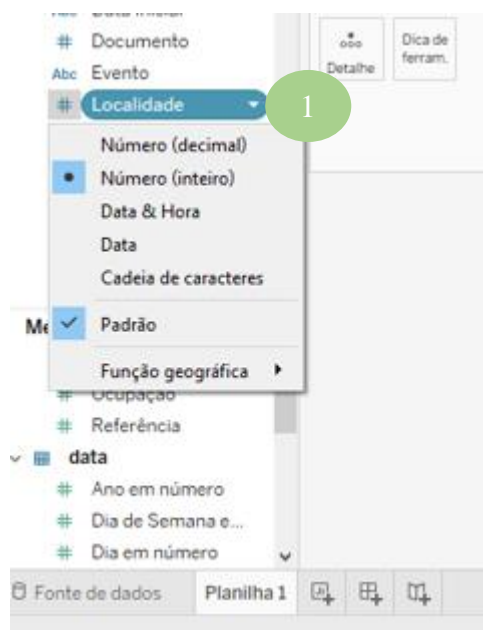 Documento
Detalhe
Dica de
ferram.
Abc Evento
Localidade
1
Número (decimal)
Número (inteiro)
Data & Hora
Data
Cadeia de caracteres
Padrão
Função geográfica
Ocupação
Referência
data
Ano em número
Dia de Semana e...
Dia em número
Fonte de dados
Planilha 1